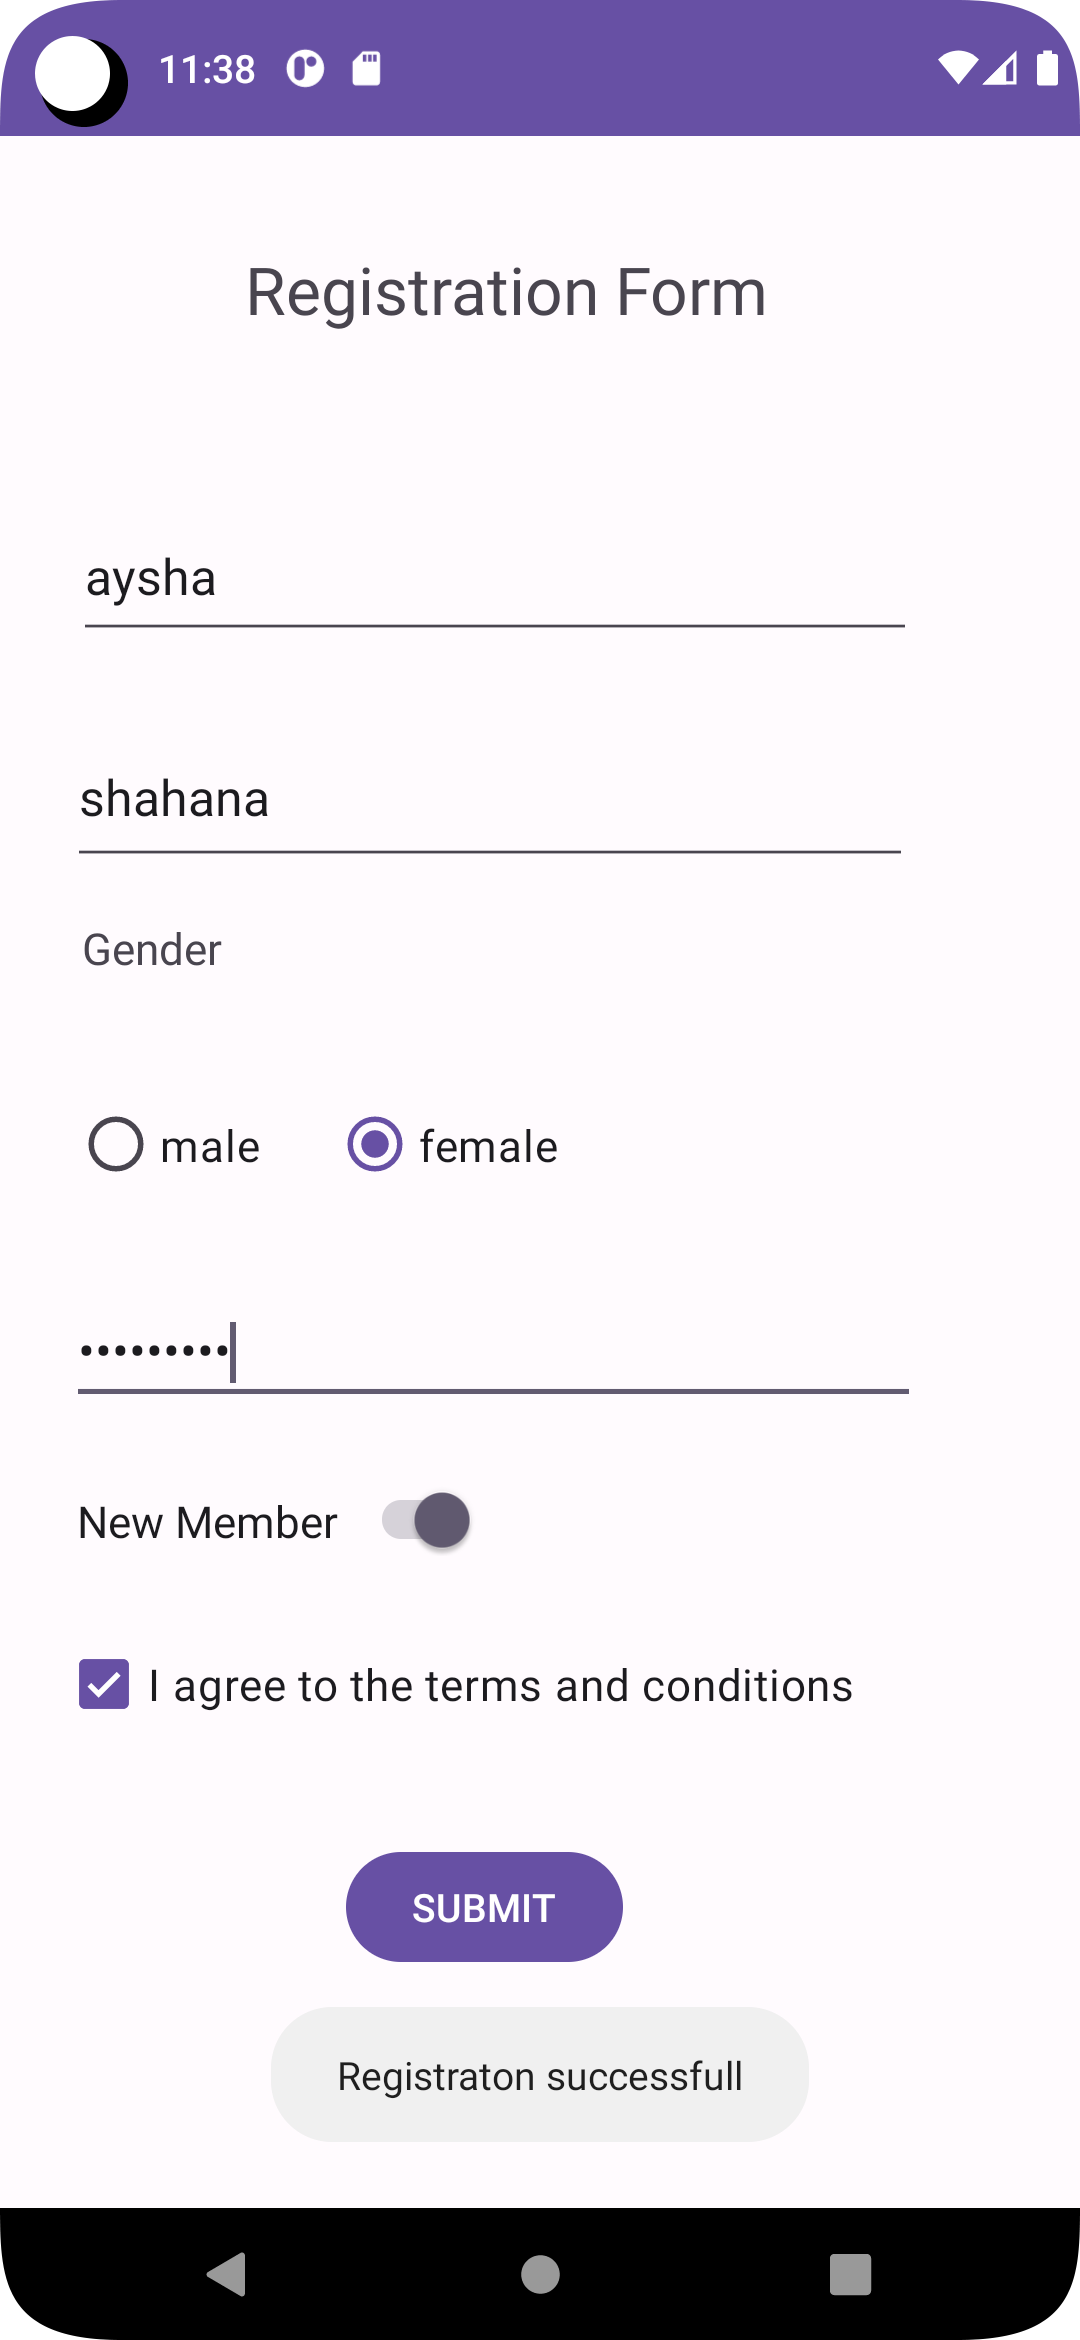 11:38
Registration Form
aysha
shahana
Gender
male female
•••••••••
New Member
I agree to the terms and conditions
SUBMIT
Registraton successfull